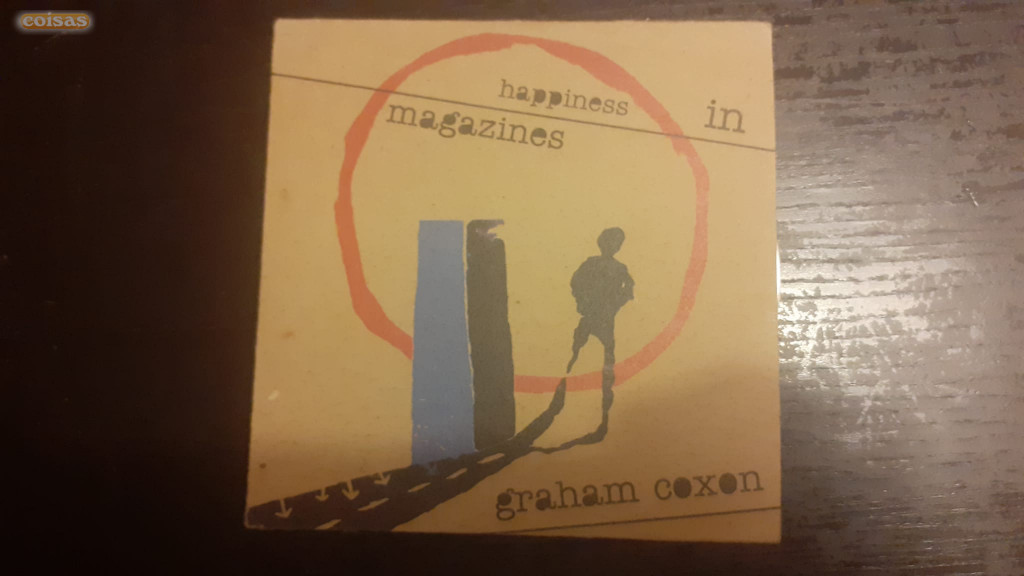 coisas
happiness in
magazines
graham coxon